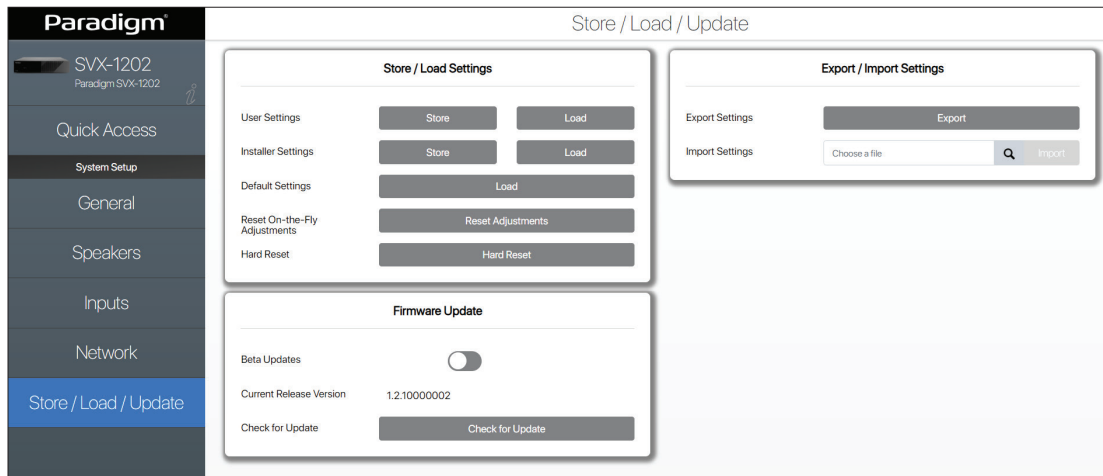 Paradigm®
SVX-1202
Paradigm SVX-1202
Quick Access
System Setup
General
Speakers
Inputs
Network
Store / Load / Update
Store / Load / Update
Store / Load Settings
User Settings Store Load
Installer Settings Store Load
Default Settings Load
Reset On-the-Fly
Adjustments Reset Adjustments
Hard Reset Hard Reset
Firmware Update
Beta Updates
Current Release Version 1.2.10000002
Check for Update Check for Update
Export / Import Settings
Export Settings Export
Import Settings Choose a file Import